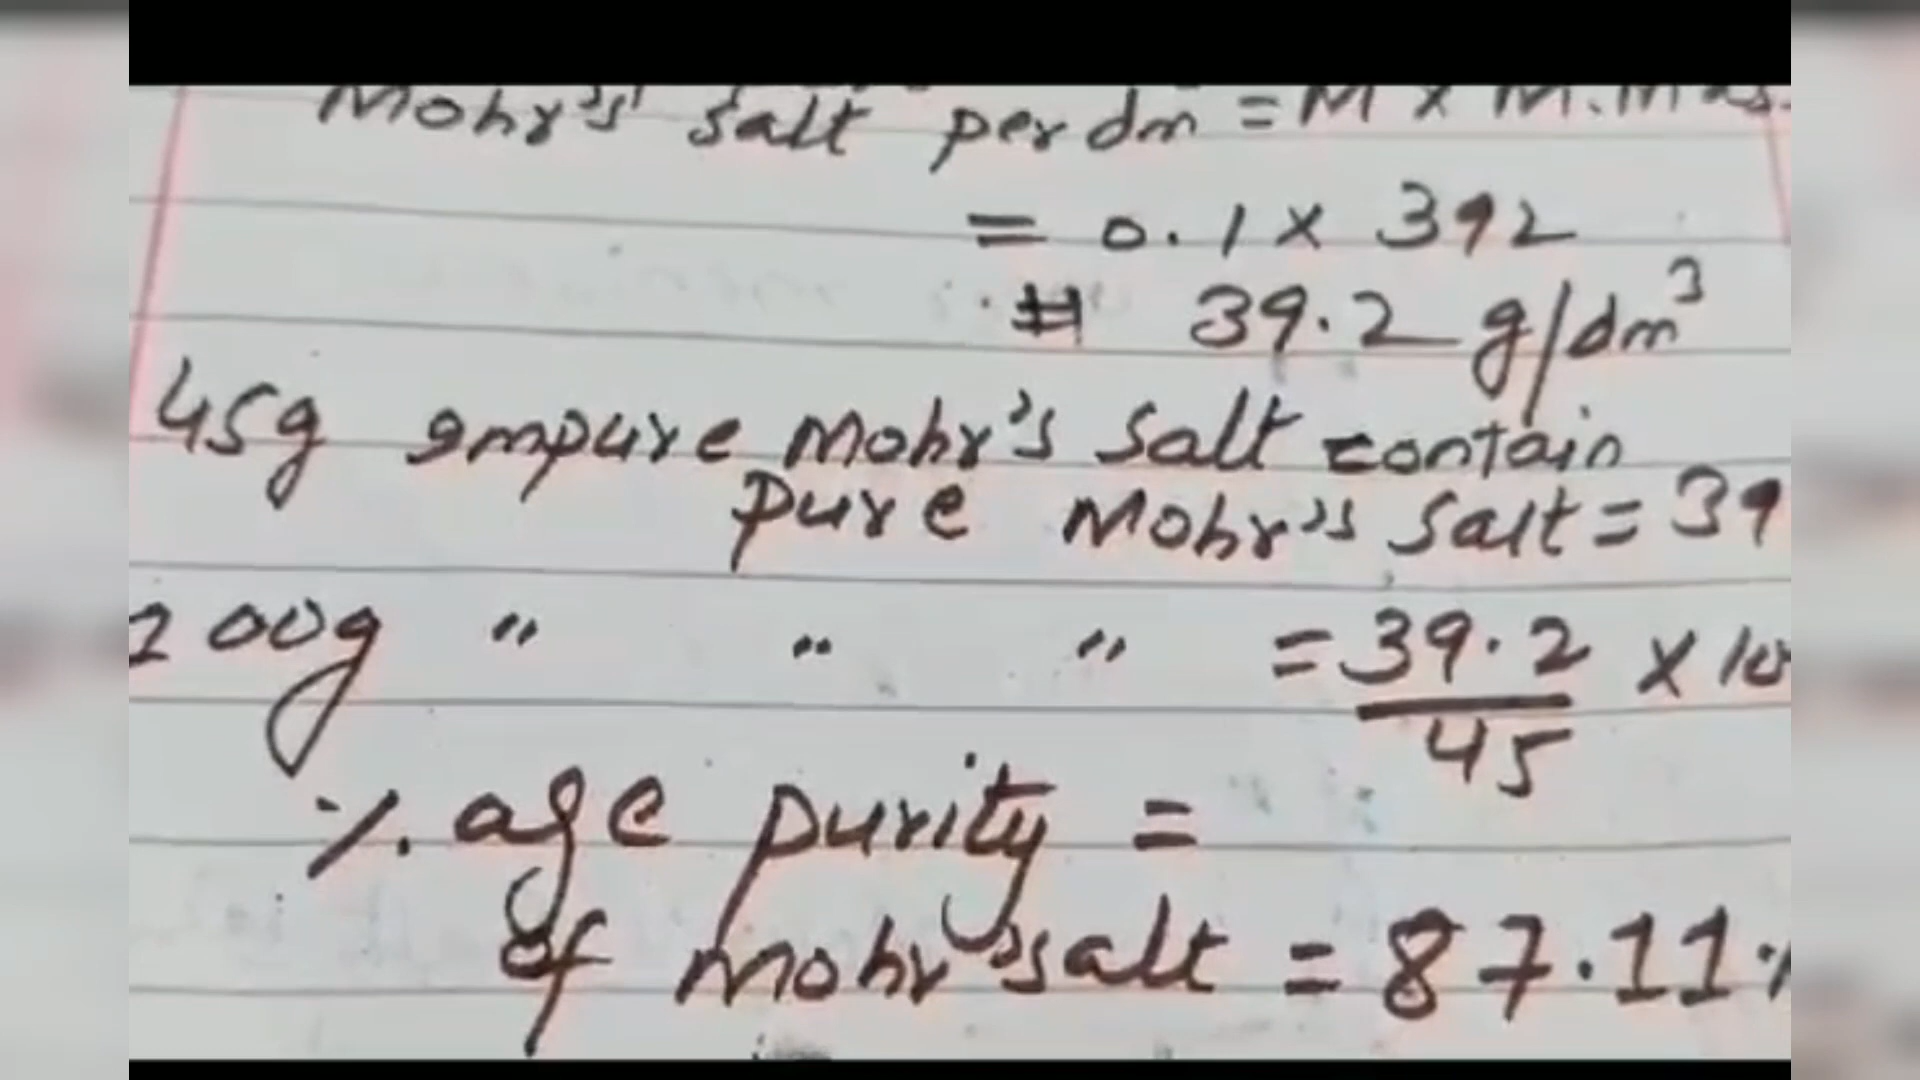 Mohr's salt per dm = M x M.Mas
= 0.1 x 392
= 39.2 g/dm³
45g impure Mohr's salt contain
pure Mohr's salt = 39
100g " " " = 39.2 x 10
45
%age purity =
of mohr's salt = 87.11%